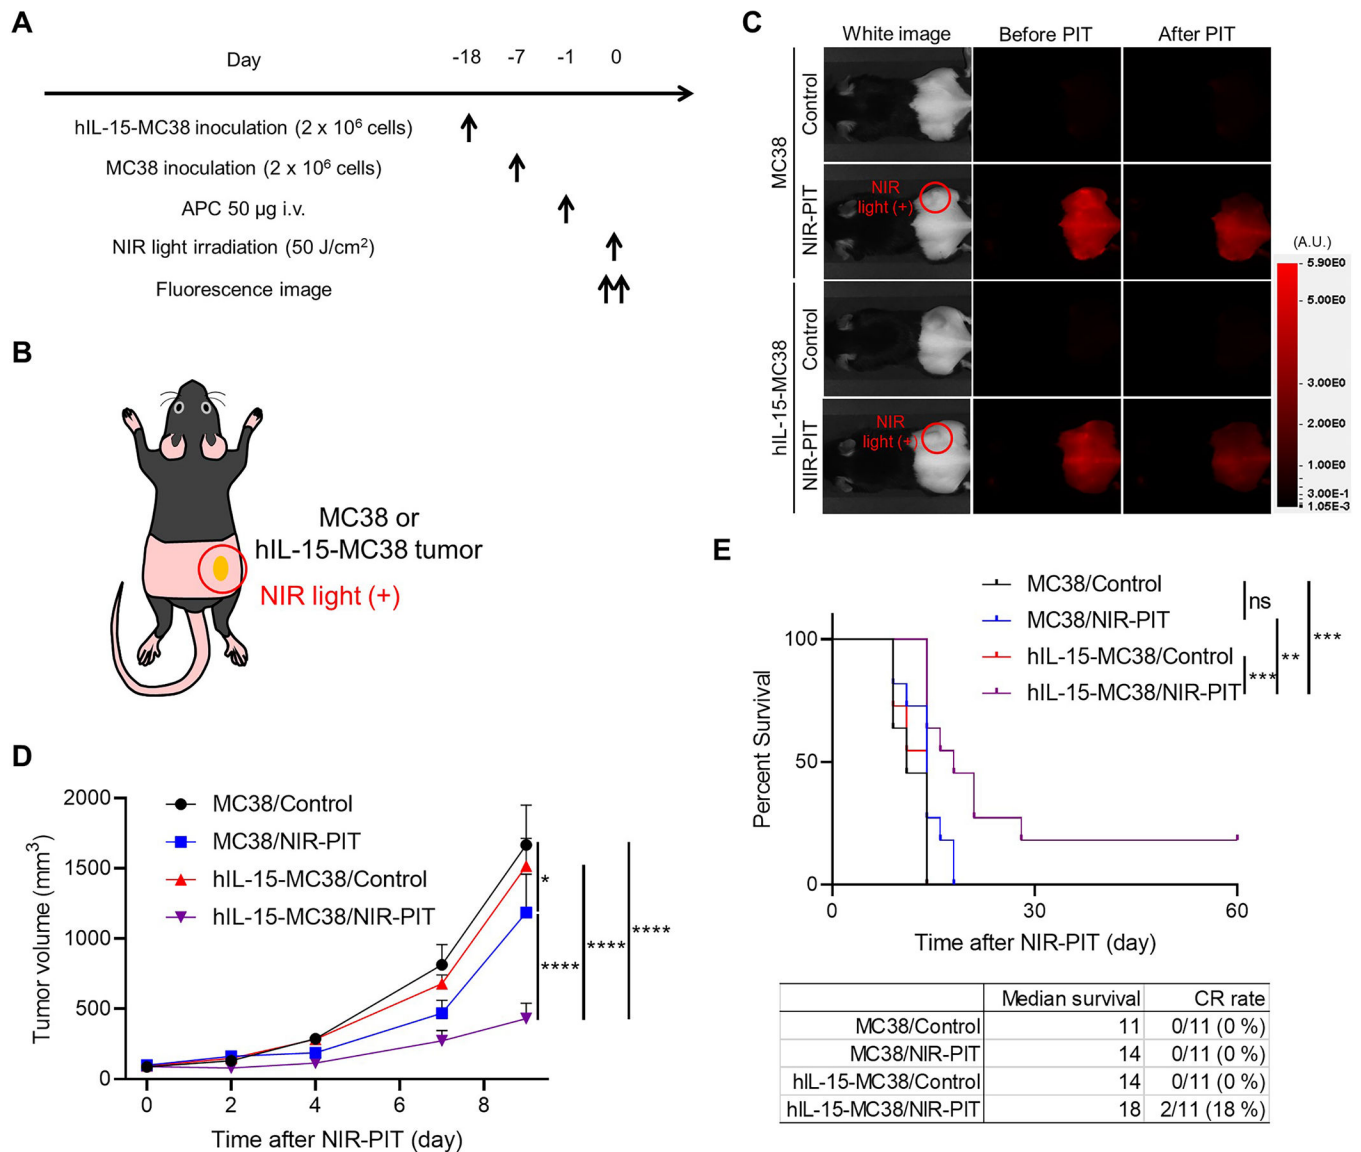 A
Day
-18
-7
-1
0
hIL-15-MC38 inoculation (2 x 10⁶ cells)
MC38 inoculation (2 x 10⁶ cells)
APC 50 µg i.v.
NIR light irradiation (50 J/cm²)
Fluorescence image
B
MC38 or
hIL-15-MC38 tumor
NIR light (+)
C
White image
Before PIT
After PIT
MC38
Control
NIR-PIT
NIR
light (+)
hIL-15-MC38
Control
NIR-PIT
NIR
light (+)
(A.U.)
5.90E0
5.00E0
3.00E0
2.00E0
1.00E0
3.00E-1
1.05E-3
D
Tumor volume (mm³)
2000
1500
1000
500
0
0
2
4
6
8
Time after NIR-PIT (day)
MC38/Control
MC38/NIR-PIT
hIL-15-MC38/Control
hIL-15-MC38/NIR-PIT
*
****
****
****
E
MC38/Control
MC38/NIR-PIT
hIL-15-MC38/Control
hIL-15-MC38/NIR-PIT
ns
***
**
***
Percent Survival
100
50
0
0
30
60
Time after NIR-PIT (day)
Median survival CR rate
MC38/Control 11 0/11 (0 %)
MC38/NIR-PIT 14 0/11 (0 %)
hIL-15-MC38/Control 14 0/11 (0 %)
hIL-15-MC38/NIR-PIT 18 2/11 (18 %)